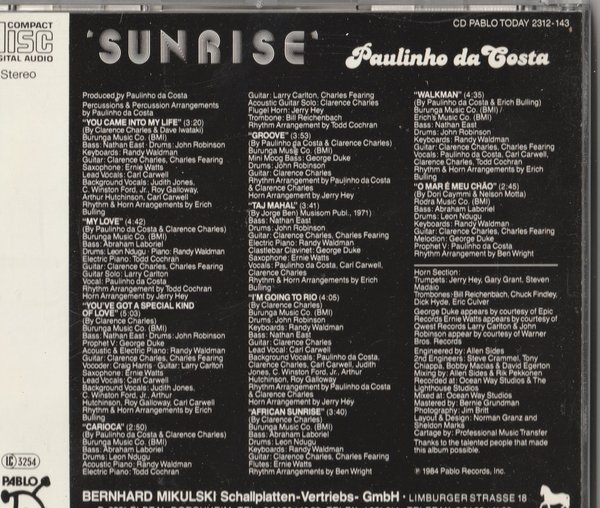 COMPACT
DISC
DIGITAL AUDIO
Stereo
CD PABLO TODAY 2312-143
'SUNRISE'
Paulinho da Costa
Produced by Paulinho da Costa
Percussions & Percussion Arrangements
by Paulinho da Costa
"YOU CAME INTO MY LIFE" (3:20)
(By Clarence Charles & Dave Iwataki)
Burunga Music Co. (BMI)
Bass: Nathan East · Drums: John Robinson
Keyboards: Randy Waldman
Guitar: Clarence Charles, Charles Fearing
Saxophone: Ernie Watts
Lead Vocals: Carl Carwell
Background Vocals: Judith Jones,
C. Winston Ford, Jr., Roy Galloway,
Arthur Hutchinson, Carl Carwell
Rhythm & Horn Arrangements by Erich
Bulling
"MY LOVE" (4:42)
(By Paulinho da Costa & Clarence Charles)
Burunga Music Co. (BMI)
Bass: Abraham Laboriel
Drums: Leon Ndugu · Piano: Randy Waldman
Electric Piano: Todd Cochran
Guitar: Clarence Charles, Charles Fearing
Guitar Solo: Larry Carlton
Vocal: Paulinho da Costa
Rhythm Arrangement by Todd Cochran
Horn Arrangement by Jerry Hey
"YOU'VE GOT A SPECIAL KIND
OF LOVE" (5:03)
(By Clarence Charles)
Burunga Music Co. (BMI)
Bass: Nathan East · Drums: John Robinson
Prophet V: George Duke
Acoustic & Electric Piano: Randy Waldman
Guitar: Clarence Charles, Charles Fearing
Vocoder: Craig Harris · Guitar: Larry Carlton
Saxophone: Ernie Watts
Lead Vocals: Carl Carwell
Background Vocals: Judith Jones,
C. Winston Ford, Jr., Arthur
Hutchinson, Roy Galloway, Carl Carwell
Rhythm & Horn Arrangements by Erich
Bulling
"CARIOCA" (2:50)
(By Paulinho da Costa & Clarence Charles)
Burunga Music Co. (BMI)
Bass: Abraham Laboriel
Drums: Leon Ndugu
Acoustic Piano: Randy Waldman
Electric Piano: Todd Cochran
Guitar: Larry Carlton, Charles Fearing
Acoustic Guitar Solo: Clarence Charles
Flugel Horn: Jerry Hey
Trombone: Bill Reichenbach
Rhythm Arrangement by Todd Cochran
"GROOVE" (3:53)
(By Paulinho da Costa & Clarence Charles)
Burunga Music Co. (BMI)
Mini Moog Bass: George Duke
Drums: John Robinson
Guitar: Clarence Charles, Charles Fearing
Rhythm Arrangement by Paulinho da Costa
& Clarence Charles
Horn Arrangement by Jerry Hey
"TAJ MAHAL" (3:41)
(By Jorge Ben) Musisom Publ., 1971)
Bass: Nathan East
Drums: John Robinson
Guitar: Clarence Charles, Charles Fearing
Electric Piano: Randy Waldman
Clastlebar Clavinet: George Duke
Saxophone: Ernie Watts
Vocals: Paulinho da Costa, Carl Carwell,
Clarence Charles, Todd Cochran
Rhythm & Horn Arrangements by Erich
Bulling
"I'M GOING TO RIO" (4:05)
(By Clarence Charles)
Burunga Music Co. (BMI)
Bass: Nathan East
Drums: John Robinson
Keyboards: Randy Waldman
Guitar: Clarence Charles
Lead Vocal: Carl Carwell
Background Vocals: Paulinho da Costa,
Clarence Charles, Carl Carwell, Judith
Jones, C. Winston Ford, Jr., Arthur
Hutchinson, Roy Galloway
Rhythm Arrangement by Paulinho da Costa
& Clarence Charles
Horn Arrangement by Jerry Hey
"AFRICAN SUNRISE" (3:40)
(By Clarence Charles)
Burunga Music Co. (BMI)
Bass: Abraham Laboriel
Drums: Leon Ndugu
Keyboards: Randy Waldman
Guitar: Clarence Charles, Charles Fearing
Flutes: Ernie Watts
Rhythm Arrangement by Ben Wright
"WALKMAN" (4:35)
(By Paulinho da Costa & Erich Bulling)
Burunga Music Co. (BMI) /
Erich's Music Co. (BMI)
Bass: Nathan East
Drums: John Robinson
Keyboards: Randy Waldman
Guitar: Clarence Charles, Charles Fearing
Vocals: Paulinho da Costa, Carl Carwell,
Clarence Charles, Todd Cochran
Rhythm & Horn Arrangements by Erich
Bulling
"O MAR É MEU CHÃO" (2:45)
(By Don Caymmi & Nelson Motta)
Rodra Music Co. (BMI)
Bass: Abraham Laborel
Drums: Leon Ndugu
Keyboards: Randy Waldman
Guitar: Clarence Charles, Charles Fearing
Melodion: George Duke
Prophet V: Paulinho da Costa
Rhythm Arrangement by Ben Wright
Horn Section:
Trumpets: Jerry Hey, Gary Grant, Steven
Madaio
Trombones: Bill Reichenbach, Chuck Findley,
Dick Hyde, Eric Culver
George Duke appears by courtesy of Epic
Records Ernie Watts appears by courtesy of
Qwest Records Larry Carlton & John
Robinson appear by courtesy of Warner
Bros. Records
Engineered by: Allen Sides
2nd Engineers: Steve Crammel, Tony
Chiappa, Bobby Macias & David Egerton
Mixing by: Allen Sides & Rik Pekkonen
Recorded at: Ocean Way Studios & The
Lighthouse Studios
Mixed at: Ocean Way Studios
Mastered by: Bernie Grundman
Photography: Jim Britt
Layout & Design: Norman Granz and
Sheldon Marks
Cartage by: Professional Music Transfer
Thanks to the talented people that made
this album possible.
℗ 1984 Pablo Records, Inc.
3254
PABLO
BERNHARD MIKULSKI Schallplatten-Vertriebs- GmbH · LIMBURGER STRASSE 18